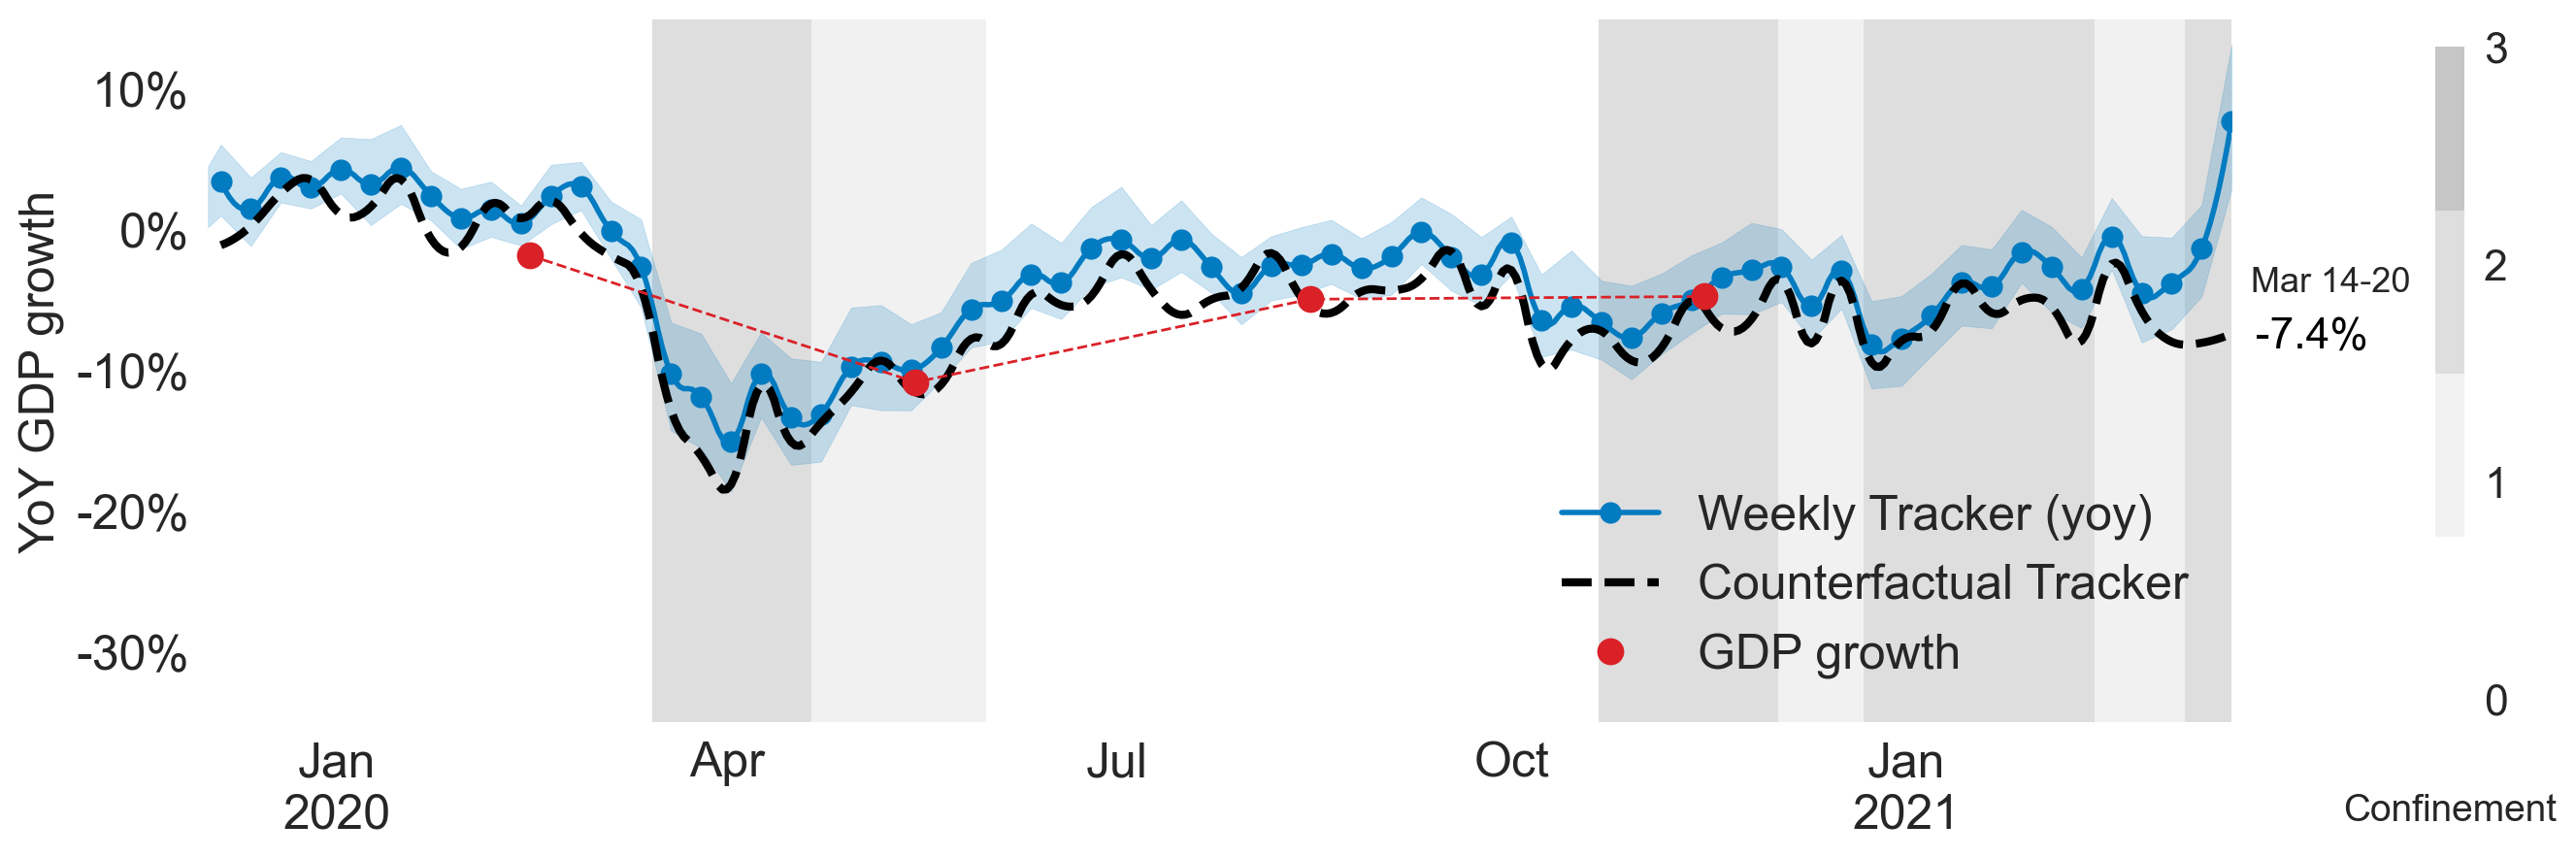 YoY GDP growth
10%
0%
-10%
-20%
-30%
Jan
2020
Apr
Jul
Oct
Jan
2021
Mar 14-20
-7.4%
Weekly Tracker (yoy)
Counterfactual Tracker
GDP growth
3
2
1
0
Confinement